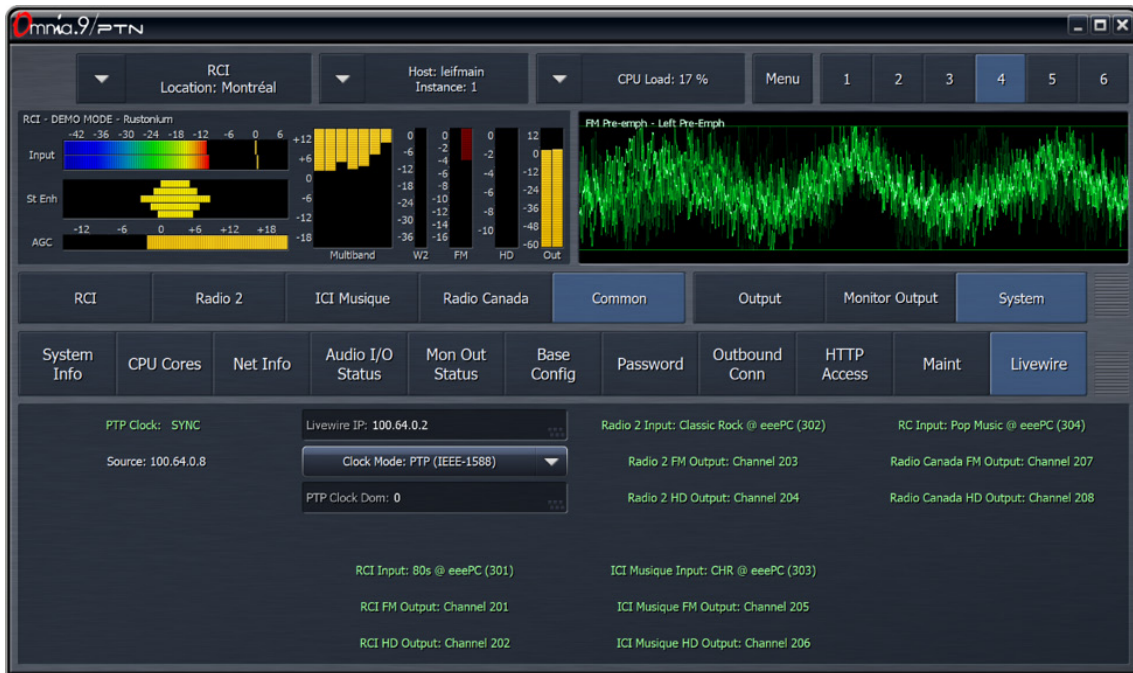 Omnia.9/PTN
RCI
Location: Montréal
Host: leifmain
Instance: 1
CPU Load: 17 %
Menu
1
2
3
4
5
6
RCI - DEMO MODE - Rustonium
-42 -36 -30 -24 -18 -12 -6 0 6
Input
St Enh
-12 -6 0 +6 +12 +18
AGC
+12
+6
0
-6
-12
-18
Multiband
0
-6
-12
-18
-24
-30
-36
W2
0
-2
-4
-6
-8
-10
-12
-14
-16
FM
0
-2
-4
-6
-8
-10
HD
12
0
-12
-24
-36
-48
-60
Out
FM Pre-emph - Left Pre-Emph
RCI
Radio 2
ICI Musique
Radio Canada
Common
Output
Monitor Output
System
System
Info
CPU Cores
Net Info
Audio I/O
Status
Mon Out
Status
Base
Config
Password
Outbound
Conn
HTTP
Access
Maint
Livewire
PTP Clock: SYNC
Source: 100.64.0.8
Livewire IP: 100.64.0.2
Clock Mode: PTP (IEEE-1588)
PTP Clock Dom: 0
Radio 2 Input: Classic Rock @ eeePC (302)
Radio 2 FM Output: Channel 203
Radio 2 HD Output: Channel 204
RC Input: Pop Music @ eeePC (304)
Radio Canada FM Output: Channel 207
Radio Canada HD Output: Channel 208
RCI Input: 80s @ eeePC (301)
RCI FM Output: Channel 201
RCI HD Output: Channel 202
ICI Musique Input: CHR @ eeePC (303)
ICI Musique FM Output: Channel 205
ICI Musique HD Output: Channel 206